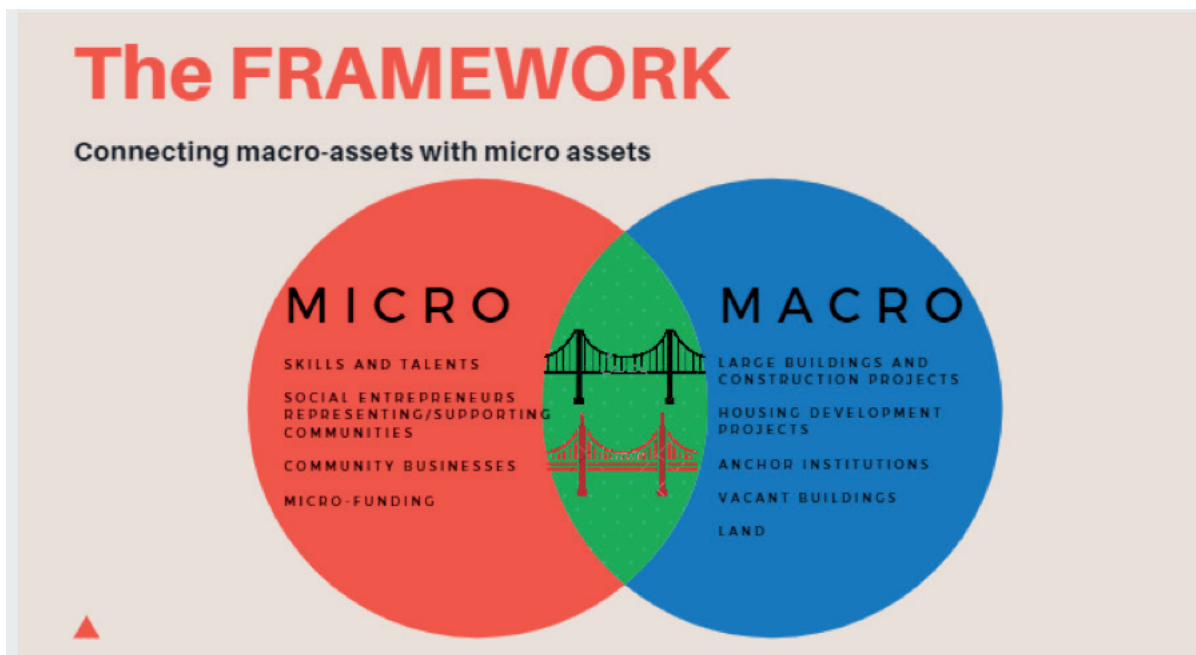 The FRAMEWORK
Connecting macro-assets with micro assets
MICRO
SKILLS AND TALENTS
SOCIAL ENTREPRENEURS
REPRESENTING/SUPPORTING
COMMUNITIES
COMMUNITY BUSINESSES
MICRO-FUNDING
MACRO
LARGE BUILDINGS AND
CONSTRUCTION PROJECTS
HOUSING DEVELOPMENT
PROJECTS
ANCHOR INSTITUTIONS
VACANT BUILDINGS
LAND